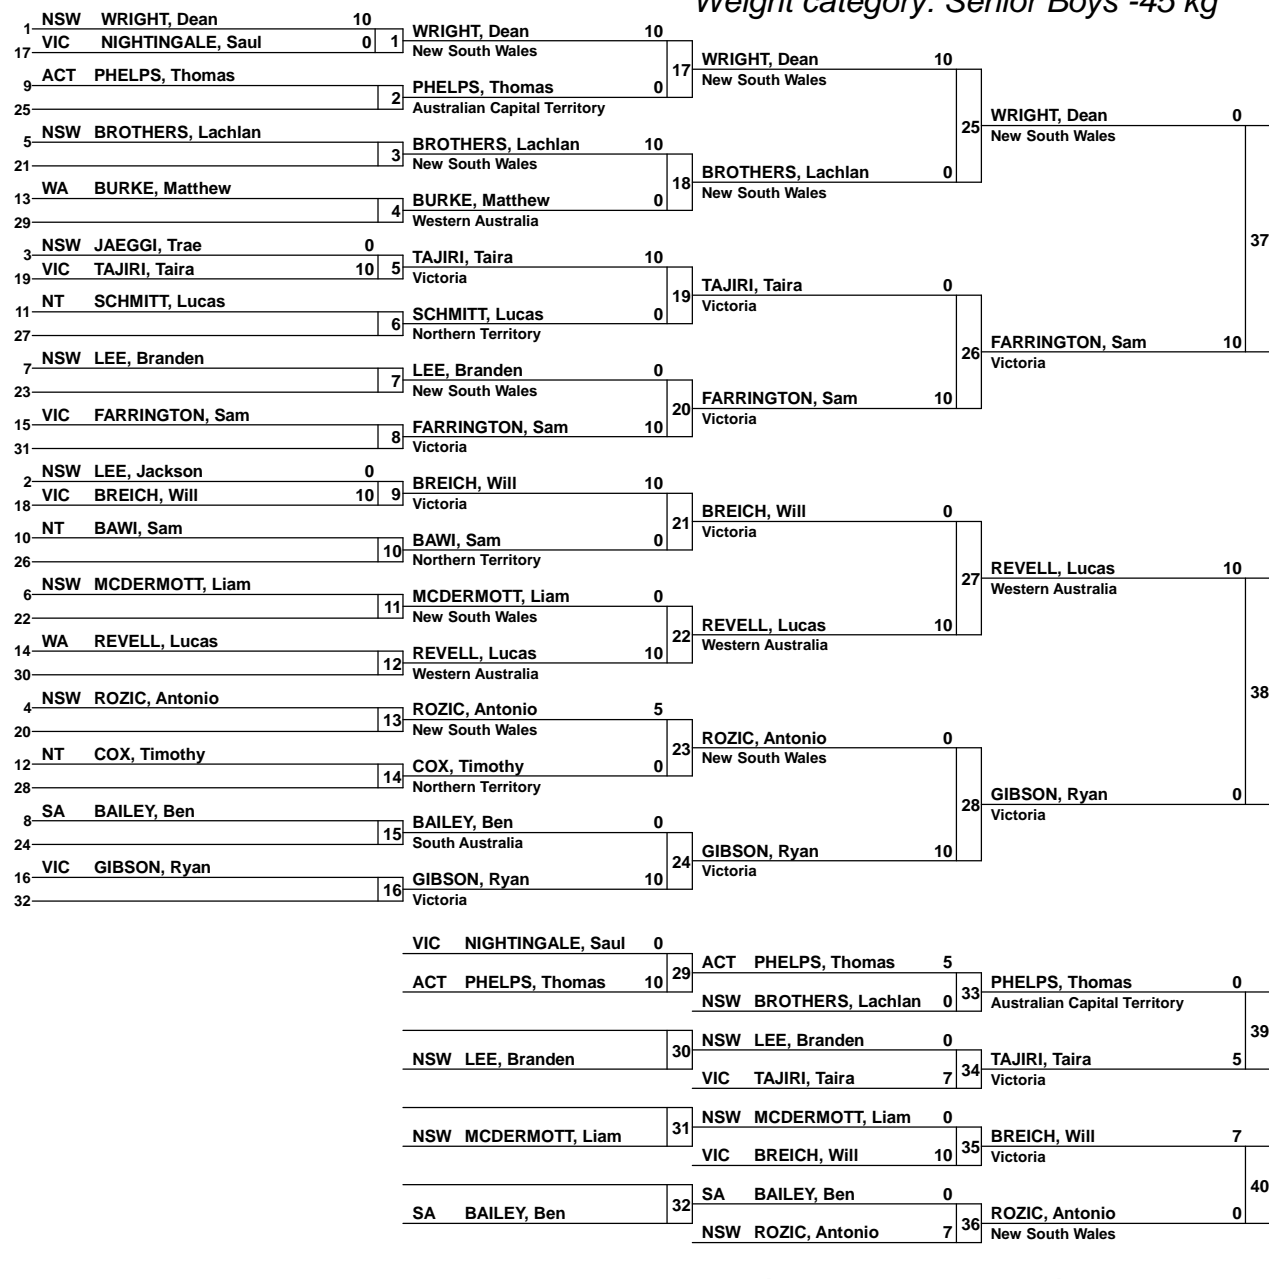 Weight category: Senior Boys -45 kg
1 NSW WRIGHT, Dean 10
17 VIC NIGHTINGALE, Saul 0 1
WRIGHT, Dean 10
New South Wales
9 ACT PHELPS, Thomas
25 2
PHELPS, Thomas 0
Australian Capital Territory
17
WRIGHT, Dean 10
New South Wales
5 NSW BROTHERS, Lachlan
21 3
BROTHERS, Lachlan 10
New South Wales
13 WA BURKE, Matthew
29 4
BURKE, Matthew 0
Western Australia
18
BROTHERS, Lachlan 0
New South Wales
25
WRIGHT, Dean 0
New South Wales
3 NSW JAEGGI, Trae 0
19 VIC TAJIRI, Taira 10 5
TAJIRI, Taira 10
Victoria
11 NT SCHMITT, Lucas
27 6
SCHMITT, Lucas 0
Northern Territory
19
TAJIRI, Taira 0
Victoria
7 NSW LEE, Branden
23 7
LEE, Branden 0
New South Wales
15 VIC FARRINGTON, Sam
31 8
FARRINGTON, Sam 10
Victoria
20
FARRINGTON, Sam 10
Victoria
26
FARRINGTON, Sam 10
Victoria
37
2 NSW LEE, Jackson 0
18 VIC BREICH, Will 10 9
BREICH, Will 10
Victoria
10 NT BAWI, Sam
26 10
BAWI, Sam 0
Northern Territory
21
BREICH, Will 0
Victoria
6 NSW MCDERMOTT, Liam
22 11
MCDERMOTT, Liam 0
New South Wales
14 WA REVELL, Lucas
30 12
REVELL, Lucas 10
Western Australia
22
REVELL, Lucas 10
Western Australia
27
REVELL, Lucas 10
Western Australia
4 NSW ROZIC, Antonio
20 13
ROZIC, Antonio 5
New South Wales
12 NT COX, Timothy
28 14
COX, Timothy 0
Northern Territory
23
ROZIC, Antonio 0
New South Wales
8 SA BAILEY, Ben
24 15
BAILEY, Ben 0
South Australia
16 VIC GIBSON, Ryan
32 16
GIBSON, Ryan 10
Victoria
24
GIBSON, Ryan 10
Victoria
28
GIBSON, Ryan 0
Victoria
38
VIC NIGHTINGALE, Saul 0
ACT PHELPS, Thomas 10 29
ACT PHELPS, Thomas 5
NSW BROTHERS, Lachlan 0 33
PHELPS, Thomas 0
Australian Capital Territory
NSW LEE, Branden 30
NSW LEE, Branden 0
VIC TAJIRI, Taira 7 34
TAJIRI, Taira 5
Victoria
39
NSW MCDERMOTT, Liam 31
NSW MCDERMOTT, Liam 0
VIC BREICH, Will 10 35
BREICH, Will 7
Victoria
SA BAILEY, Ben 32
SA BAILEY, Ben 0
NSW ROZIC, Antonio 7 36
ROZIC, Antonio 0
New South Wales
40